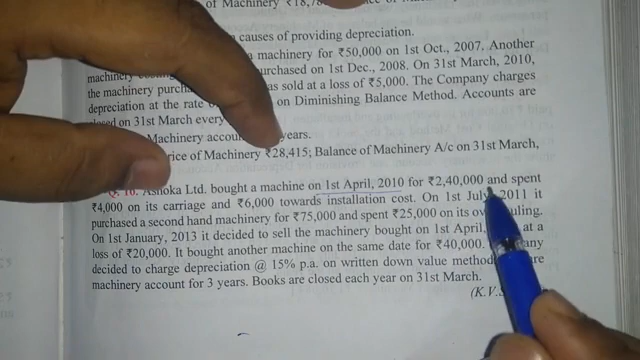 of Machinery ₹18,
causes of providing depreciation.
machinery for ₹50,000 on 1st Oct., 2007. Another
machinery urchased on 1st Dec., 2008. On 31st March, 2010,
the machinery purch as sold at a loss of ₹5,000. The Company charges
depreciation at the rate on Diminishing Balance Method. Accounts are
on 31st March every
Machinery accou years.
rice of Machinery ₹28,415; Balance of Machinery A/c on 31st March,
Q. 10. Ashoka Ltd. bought a machine on 1st April, 2010 for ₹2,40,000 and spent
₹4,000 on its carriage and ₹6,000 towards installation cost. On 1st July 2011 it
purchased a second hand machinery for ₹75,000 and spent ₹25,000 on its ov uling.
On 1st January, 2013 it decided to sell the machinery bought on 1st April, at a
loss of ₹20,000. It bought another machine on the same date for ₹40,000. any
decided to charge depreciation @ 15% p.a. on written down value method are
machinery account for 3 years. Books are closed each year on 31st March.
(K.V.S